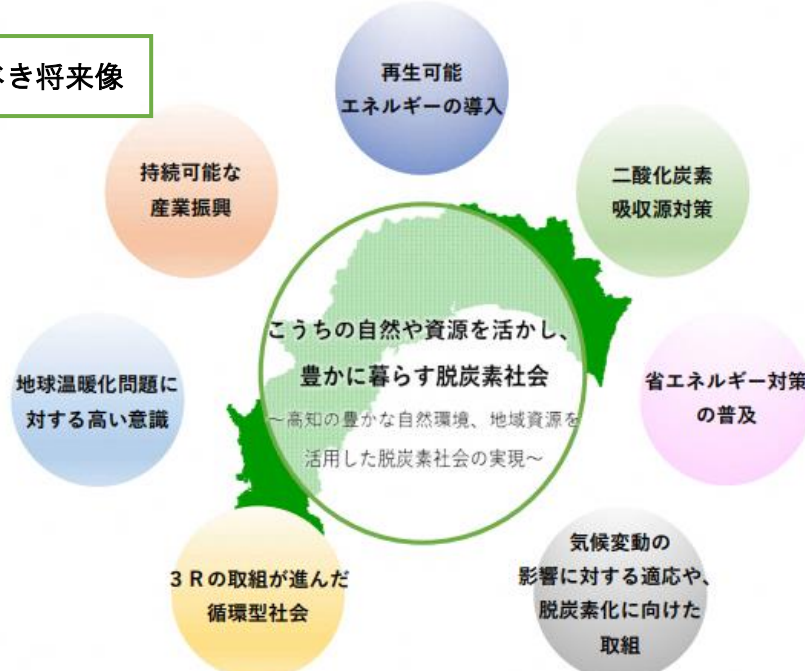 き将来像
再生可能
エネルギーの導入
持続可能な
産業振興
二酸化炭素
吸収源対策
こうちの自然や資源を活かし、
豊かに暮らす脱炭素社会
～高知の豊かな自然環境、地域資源を
活用した脱炭素社会の実現～
地球温暖化問題に
対する高い意識
省エネルギー対策
の普及
３Ｒの取組が進んだ
循環型社会
気候変動の
影響に対する適応や、
脱炭素化に向けた
取組